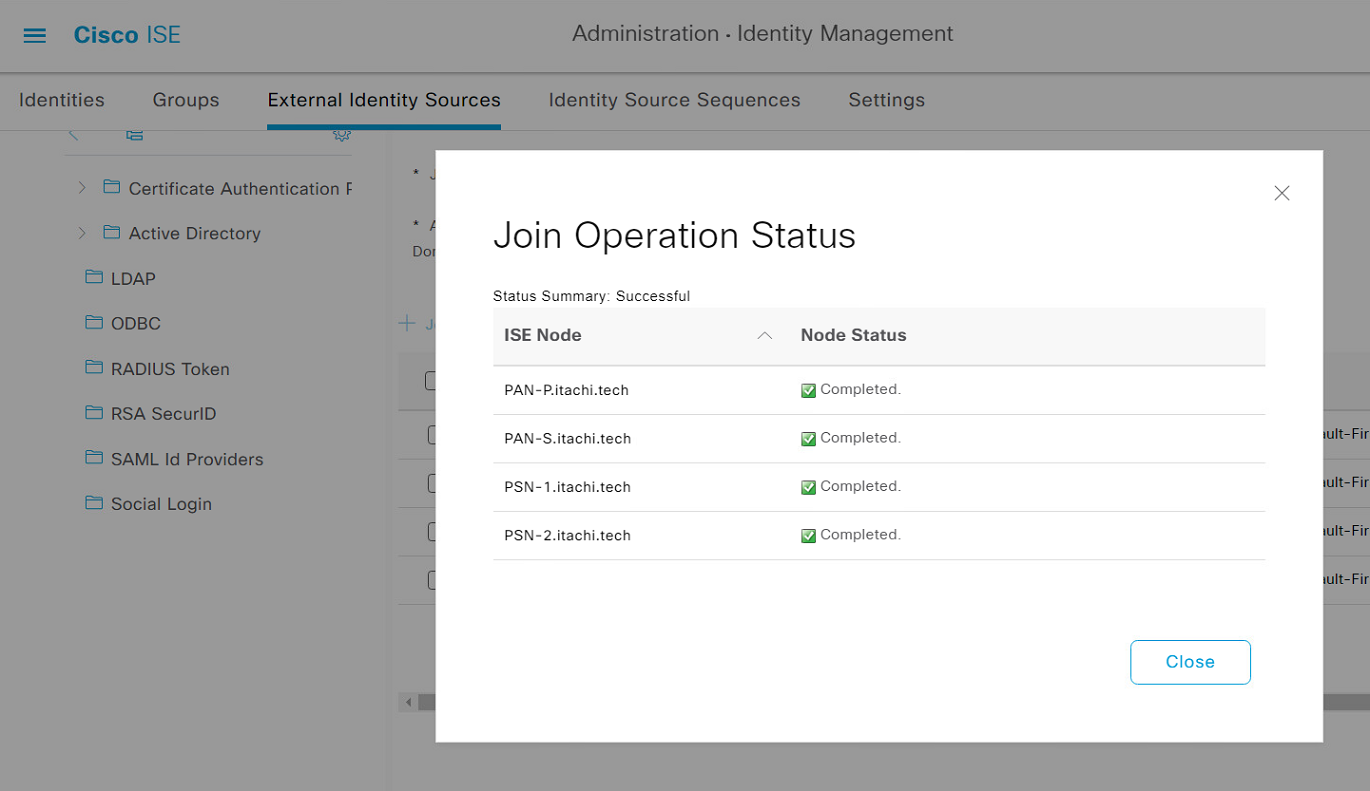 Cisco ISE
Administration · Identity Management
Identities
Groups
External Identity Sources
Identity Source Sequences
Settings
Certificate Authentication
Active Directory
LDAP
ODBC
RADIUS Token
RSA SecurID
SAML Id Providers
Social Login
*
*
Join Operation Status
Status Summary: Successful
ISE Node
Node Status
PAN-P.itachi.tech
Completed.
PAN-S.itachi.tech
Completed.
PSN-1.itachi.tech
Completed.
PSN-2.itachi.tech
Completed.
ault-Fir
ault-Fir
ault-Fir
ault-Fir
Close